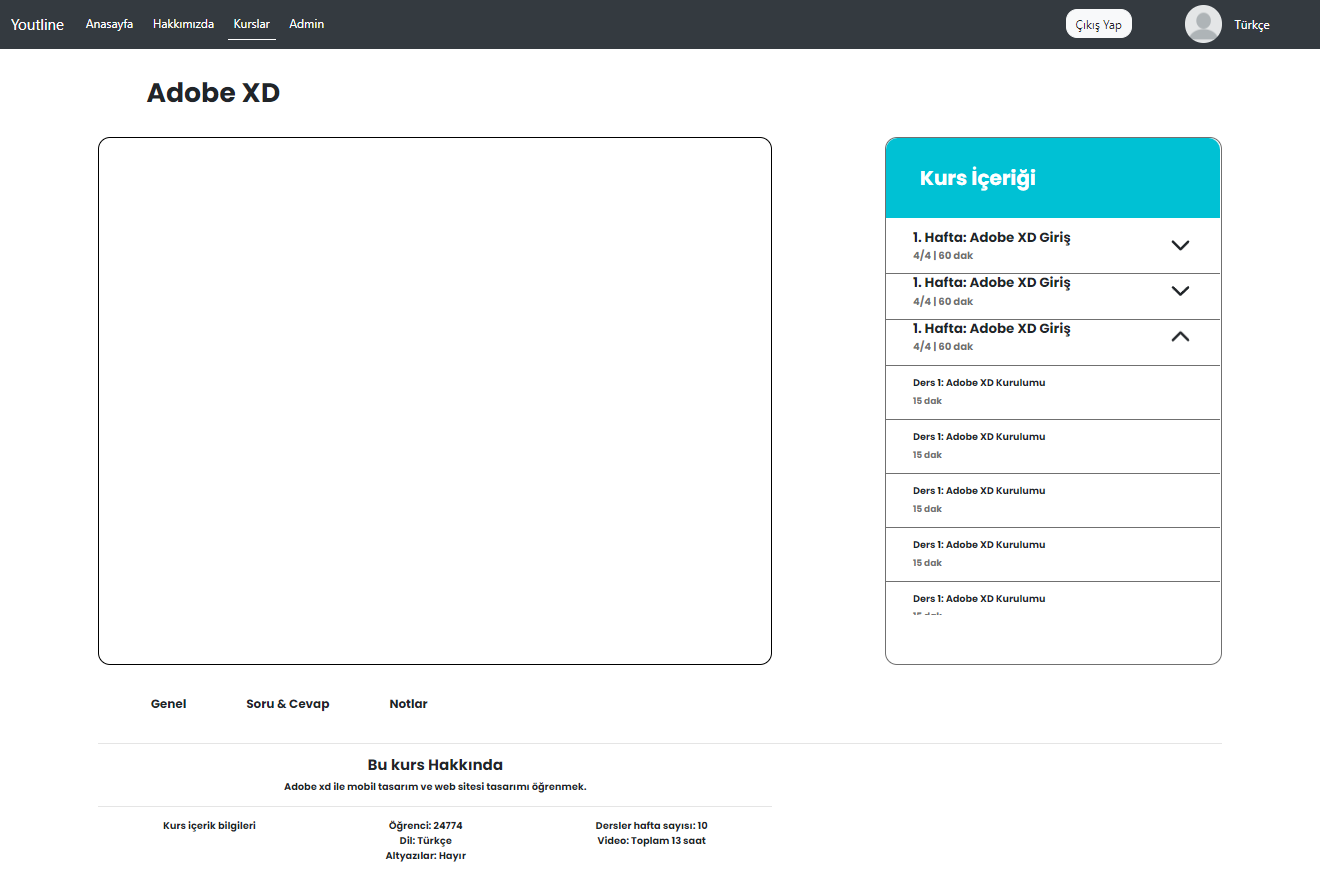 Youtline Anasayfa Hakkımızda Kurslar Admin Çıkış Yap Türkçe
Adobe XD
Kurs İçeriği
1. Hafta: Adobe XD Giriş
4/4 | 60 dak
1. Hafta: Adobe XD Giriş
4/4 | 60 dak
1. Hafta: Adobe XD Giriş
4/4 | 60 dak
Ders 1: Adobe XD Kurulumu
15 dak
Ders 1: Adobe XD Kurulumu
15 dak
Ders 1: Adobe XD Kurulumu
15 dak
Ders 1: Adobe XD Kurulumu
15 dak
Ders 1: Adobe XD Kurulumu
Genel Soru & Cevap Notlar
Bu kurs Hakkında
Adobe xd ile mobil tasarım ve web sitesi tasarımı öğrenmek.
Kurs içerik bilgileri
Öğrenci: 24774
Dil: Türkçe
Altyazılar: Hayır
Dersler hafta sayısı: 10
Video: Toplam 13 saat